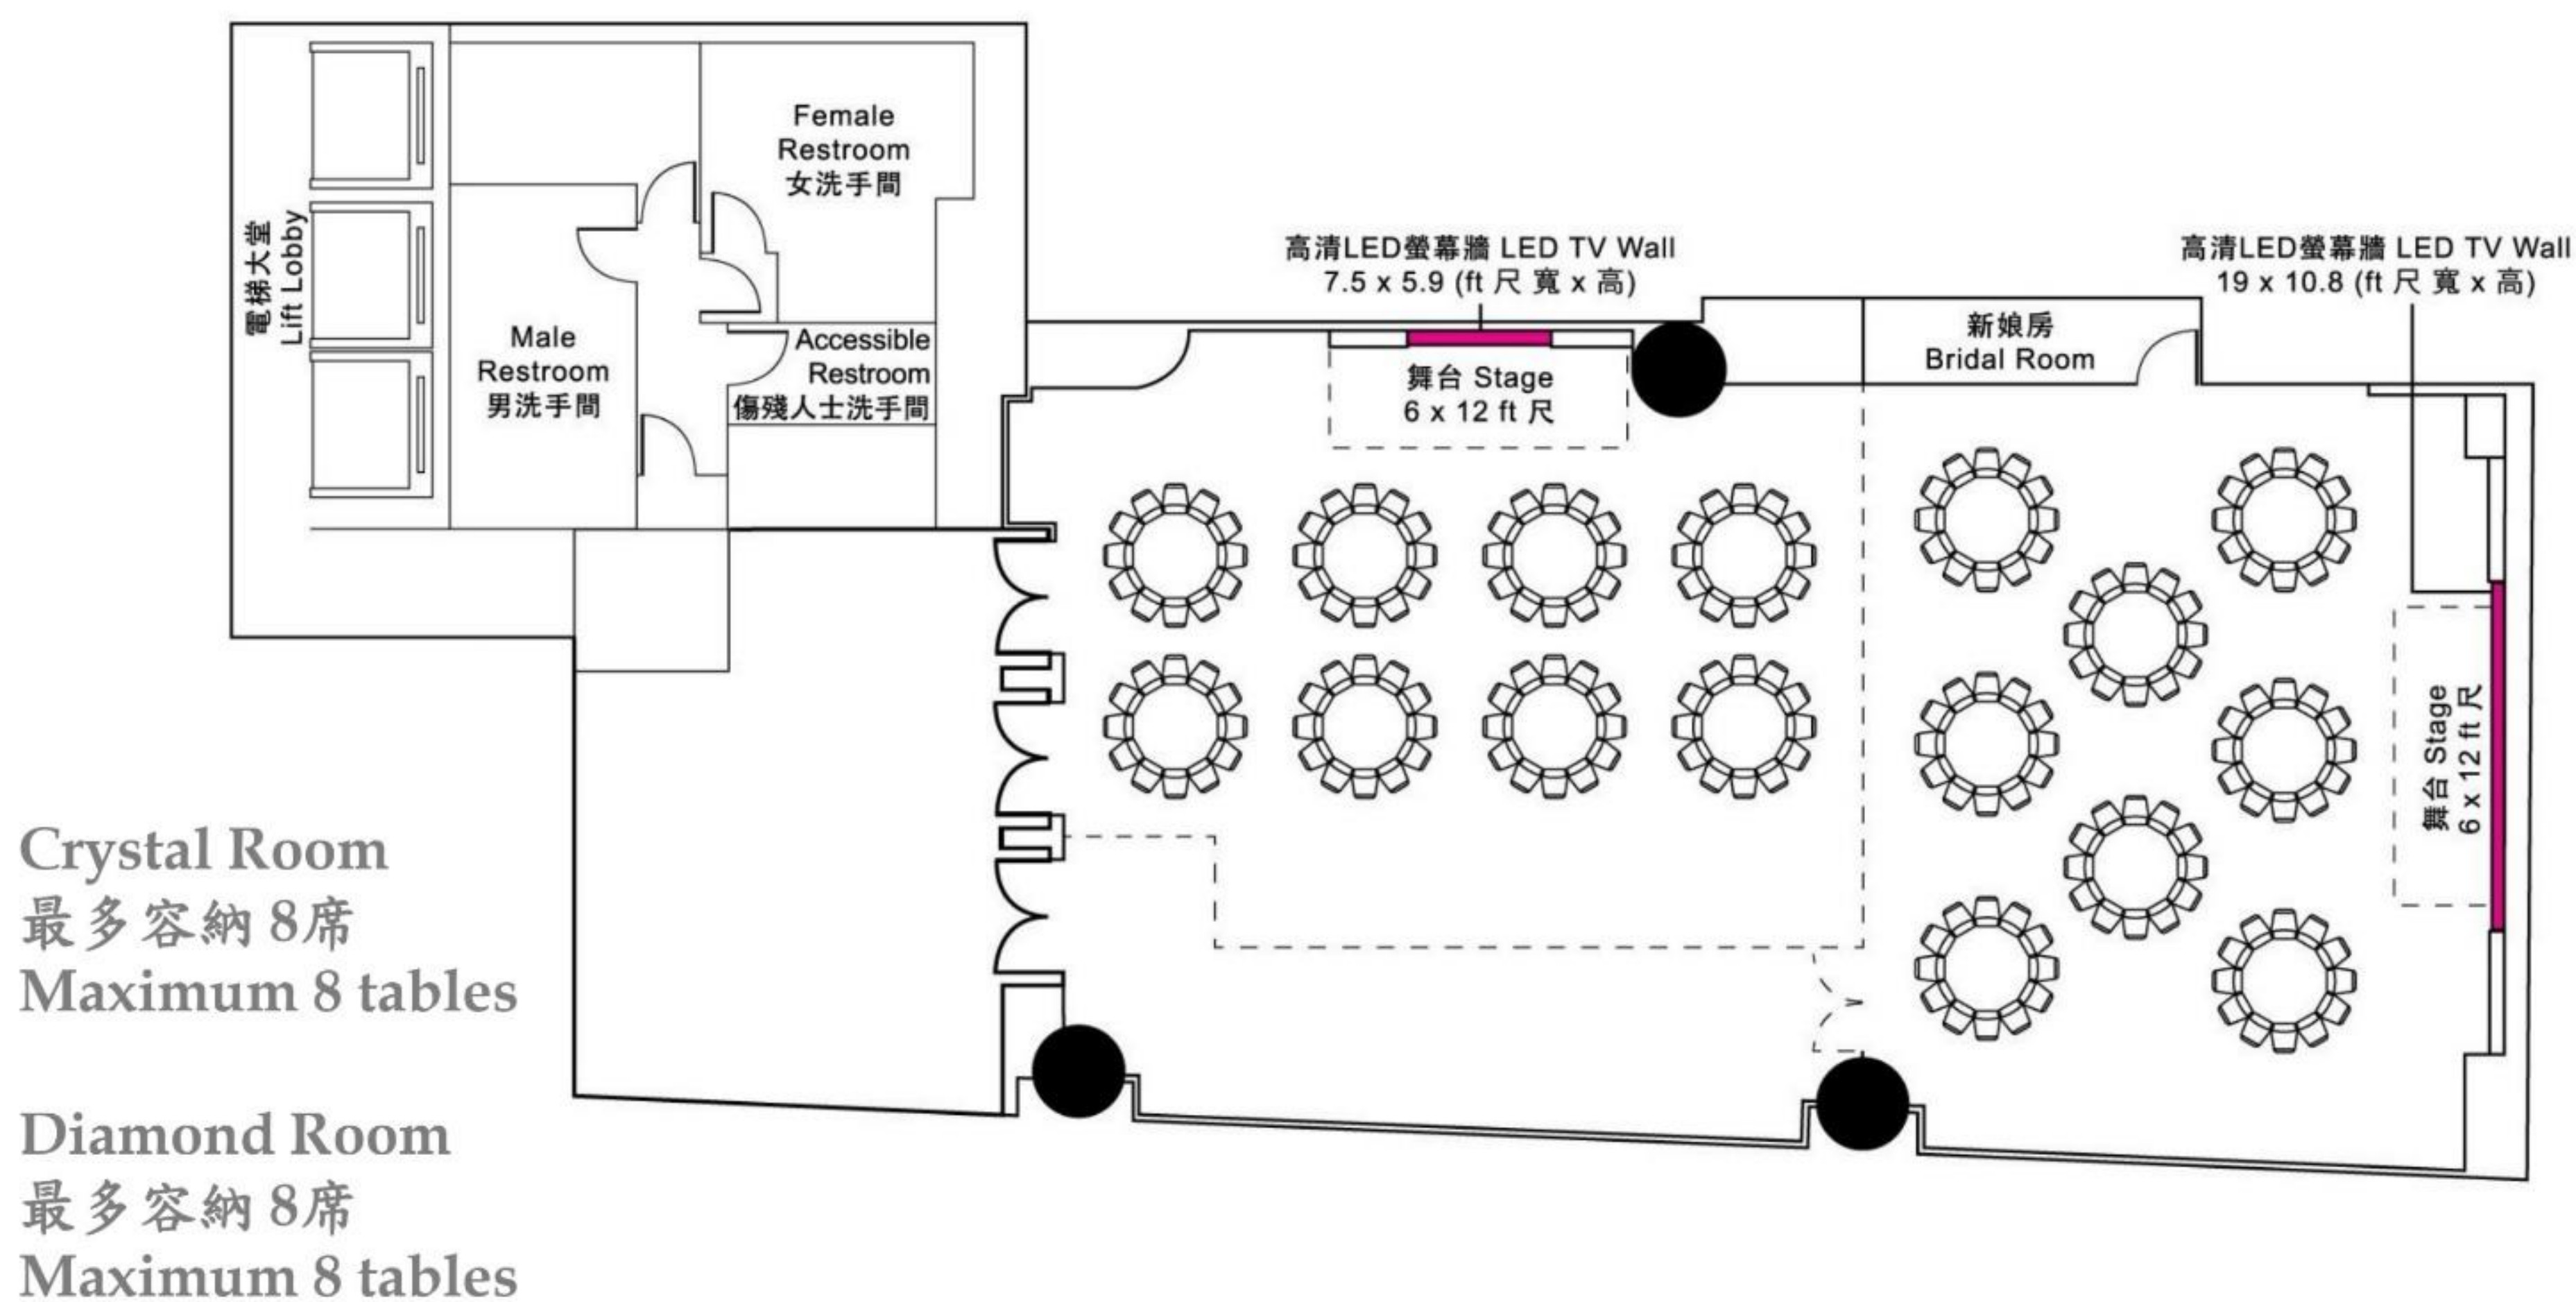 Female
Restroom
女洗手間
電梯大堂
Lift Lobby
Male
Restroom
男洗手間
Accessible
Restroom
傷殘人士洗手間
高清LED螢幕牆 LED TV Wall
7.5 x 5.9 (ft 尺 寬 x 高)
舞台 Stage
6 x 12 ft 尺
新娘房
Bridal Room
高清LED螢幕牆 LED TV Wall
19 x 10.8 (ft 尺 寬 x 高)
舞台 Stage
6 x 12 ft 尺
Crystal Room
最多容納 8席
Maximum 8 tables
Diamond Room
最多容納 8席
Maximum 8 tables